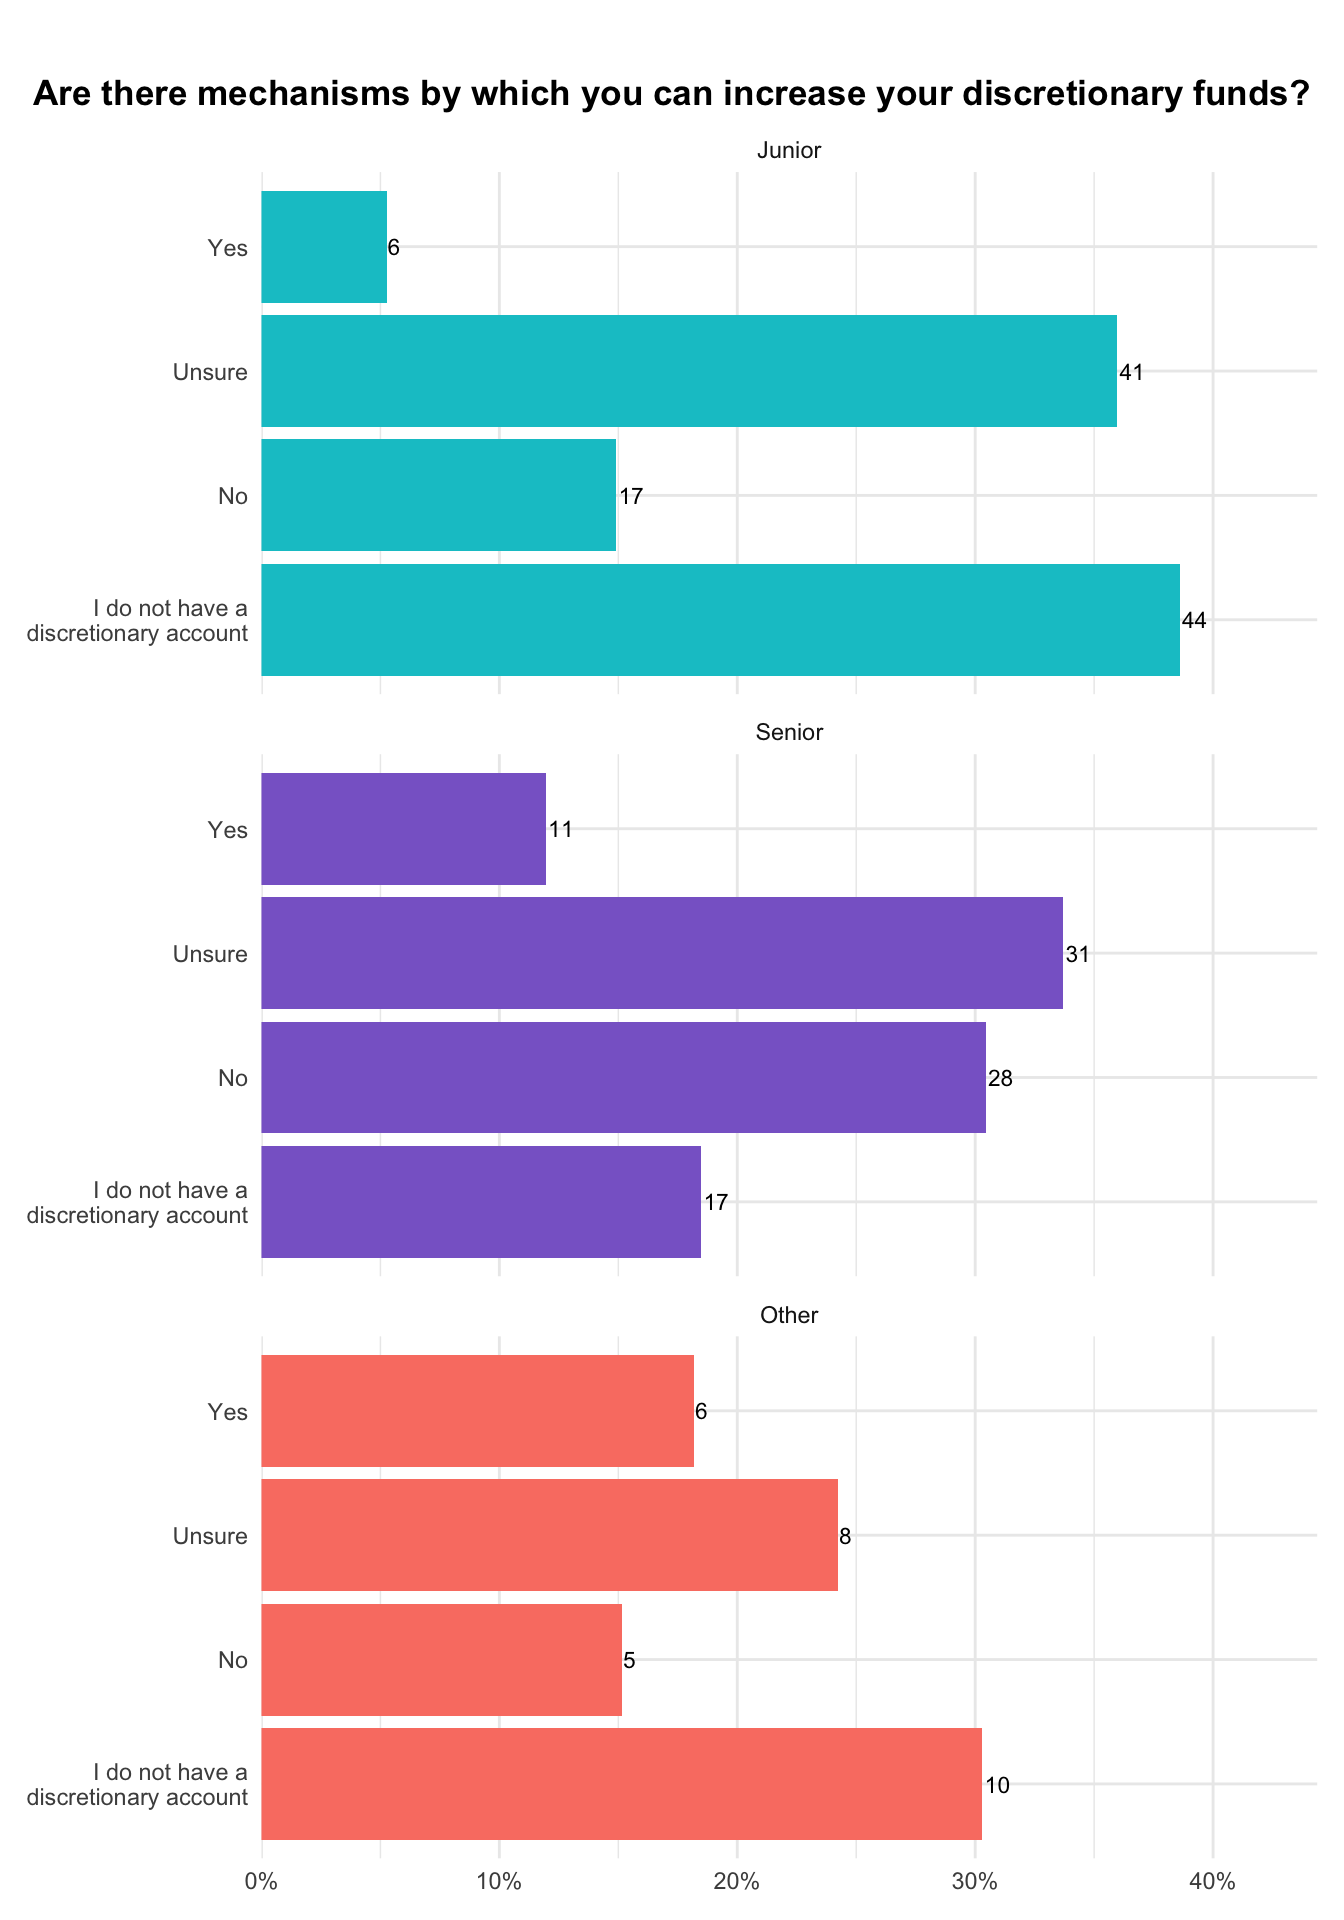 Are there mechanisms by which you can increase your discretionary funds?
Junior
Yes
6
Unsure
41
No
17
I do not have a
discretionary account
44
Senior
Yes
11
Unsure
31
No
28
I do not have a
discretionary account
17
Other
Yes
6
Unsure
8
No
5
I do not have a
discretionary account
10
0% 10% 20% 30% 40%